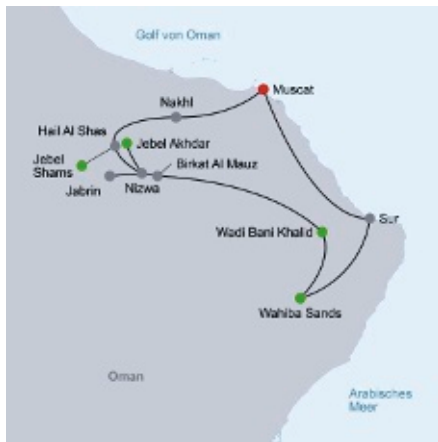 Golf von Oman
Muscat
Nakhl
Hail Al Shas
Jebel Akhdar
Birkat Al Mauz
Jebel
Shams
Jabrin
Nizwa
Sur
Wadi Bani Khalid
Wahiba Sands
Oman
Arabisches
Meer